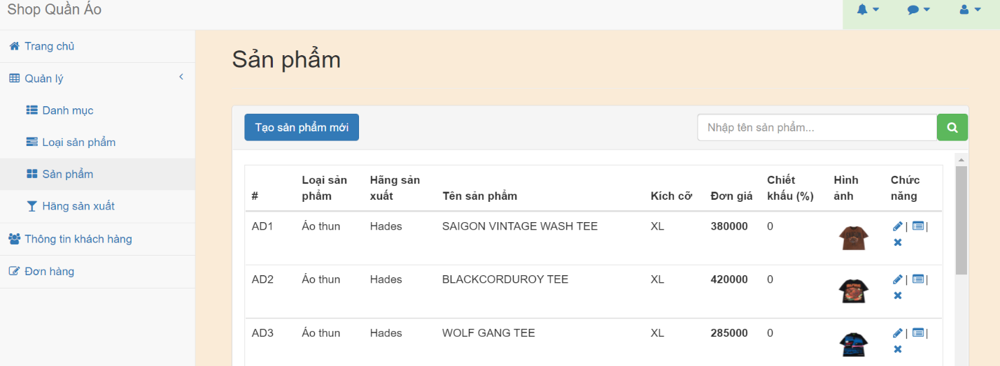 Shop Quần Áo
Trang chủ
Quản lý
Danh mục
Loại sản phẩm
Sản phẩm
Hãng sản xuất
Thông tin khách hàng
Đơn hàng
Sản phẩm
Tạo sản phẩm mới
Nhập tên sản phẩm...
# Loại sản phẩm Hãng sản xuất Tên sản phẩm Kích cỡ Đơn giá Chiết khấu (%) Hình ảnh Chức năng
AD1 Áo thun Hades SAIGON VINTAGE WASH TEE XL 380000 0 | |
AD2 Áo thun Hades BLACKCORDUROY TEE XL 420000 0 | |
AD3 Áo thun Hades WOLF GANG TEE XL 285000 0 | |